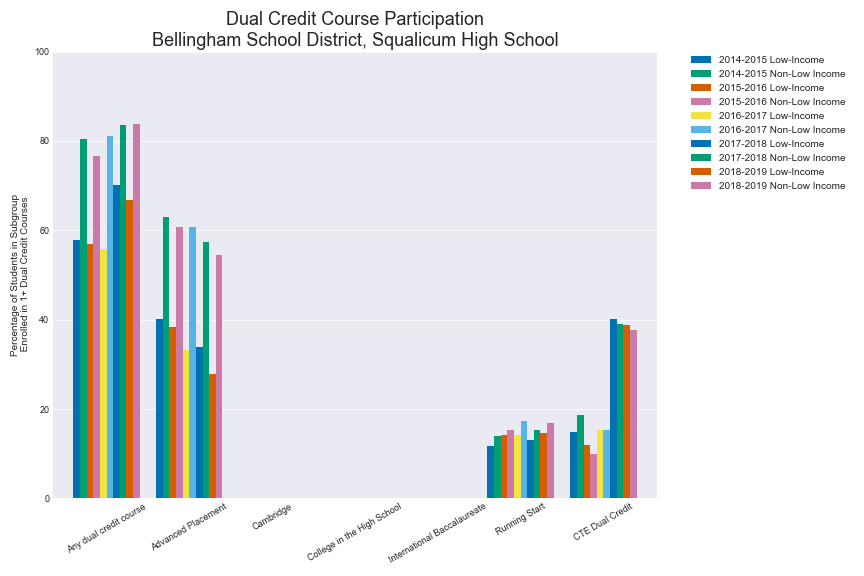 Dual Credit Course Participation
Bellingham School District, Squalicum High School
Percentage of Students in Subgroup
Enrolled in 1+ Dual Credit Courses
100
80
60
40
20
0
Any dual credit course
Advanced Placement
Cambridge
College in the High School
International Baccalaureate
Running Start
CTE Dual Credit
2014-2015 Low-Income
2014-2015 Non-Low Income
2015-2016 Low-Income
2015-2016 Non-Low Income
2016-2017 Low-Income
2016-2017 Non-Low Income
2017-2018 Low-Income
2017-2018 Non-Low Income
2018-2019 Low-Income
2018-2019 Non-Low Income